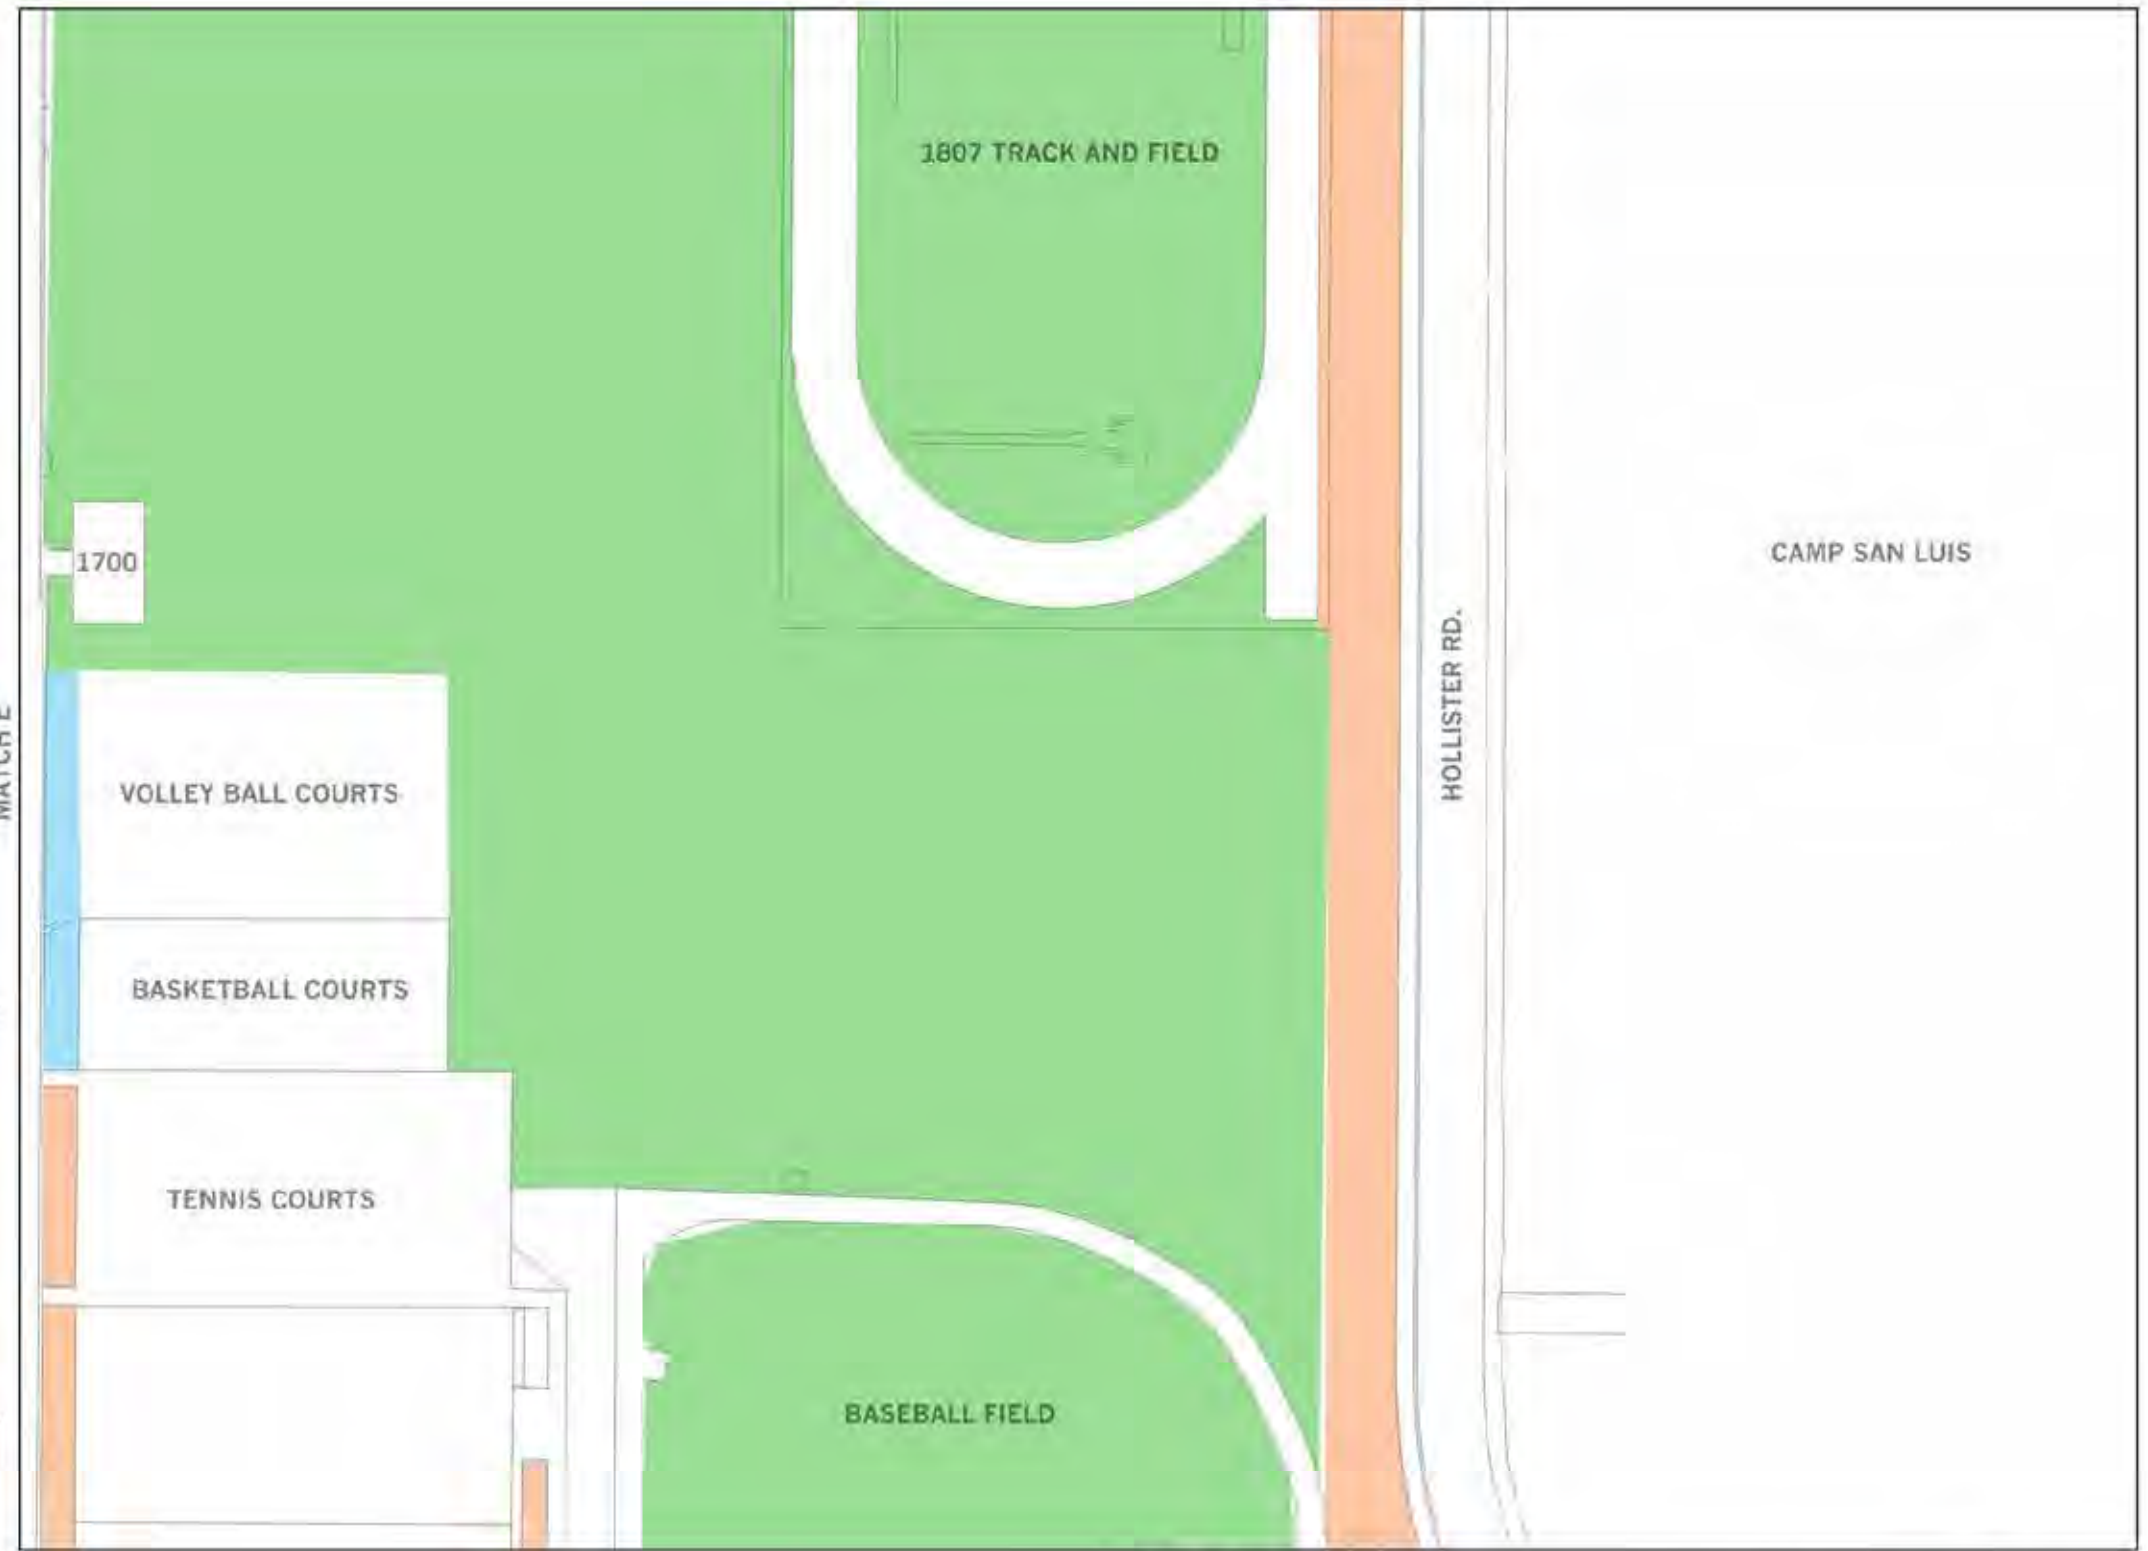 1807 TRACK AND FIELD
1700
CAMP SAN LUIS
HOLLISTER RD.
VOLLEY BALL COURTS
BASKETBALL COURTS
TENNIS COURTS
BASEBALL FIELD